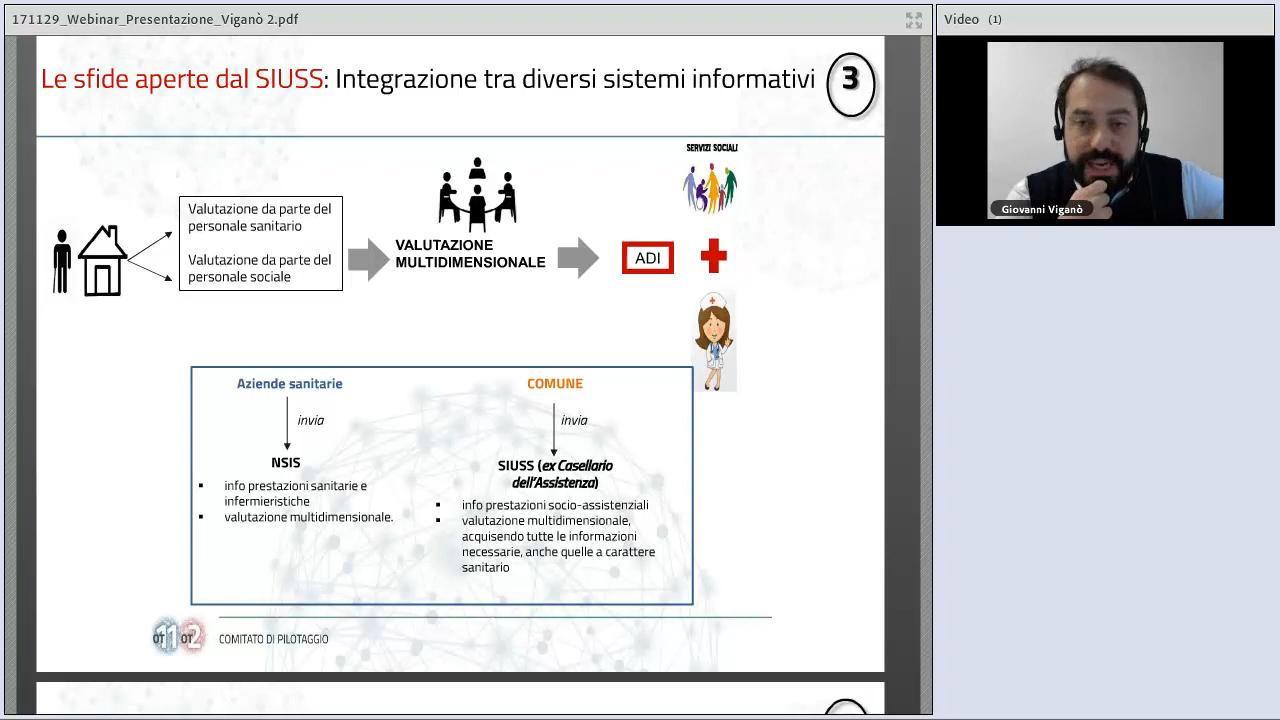 171129_Webinar_Presentazione_Viganò 2.pdf
Video (1)
Le sfide aperte dal SIUSS: Integrazione tra diversi sistemi informativi
3
SERVIZI SOCIALI
Valutazione da parte del
personale sanitario
Valutazione da parte del
personale sociale
VALUTAZIONE
MULTIDIMENSIONALE
ADI
Giovanni Viganò
Aziende sanitarie
invia
NSIS
▪ info prestazioni sanitarie e
infermieristiche
▪ valutazione multidimensionale.
COMUNE
invia
SIUSS (ex Casellario
dell'Assistenza)
▪ info prestazioni socio-assistenziali
▪ valutazione multidimensionale,
acquisendo tutte le informazioni
necessarie, anche quelle a carattere
sanitario
OT11 OT2
COMITATO DI PILOTAGGIO